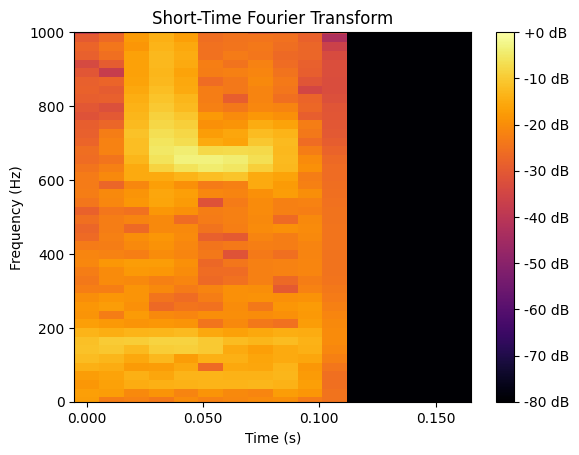 Short-Time Fourier Transform
1000
800
600
400
200
0
Frequency (Hz)
0.000
0.050
0.100
0.150
Time (s)
+0 dB
-10 dB
-20 dB
-30 dB
-40 dB
-50 dB
-60 dB
-70 dB
-80 dB